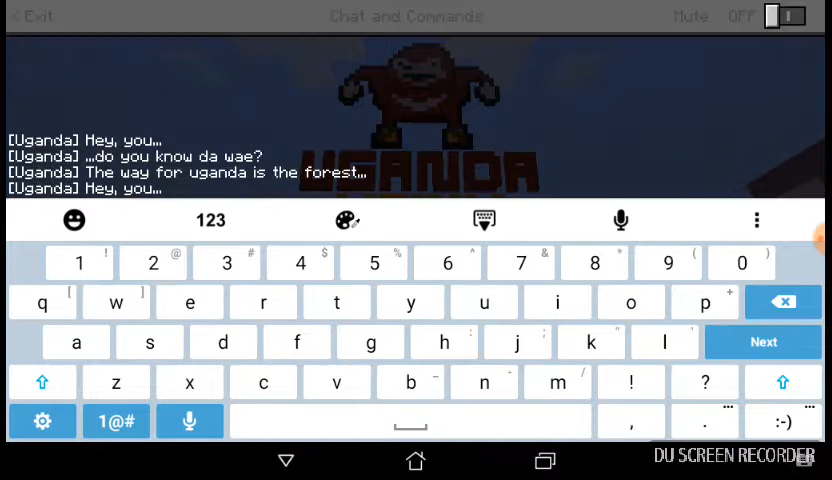 < Exit Chat and Commands Mute OFF
[Uganda] Hey, you...
[Uganda] ...do you know da wae?
[Uganda] The way for uganda is the forest...
[Uganda] Hey, you...
UGANDA
123
1 ! 2 @ 3 # 4 $ 5 % 6 ^ 7 & 8 * 9 ( 0 )
q [ w ] e r t y u i o p +
a s d f g h : j ; k " l ' Next
z x c v b _ n - m / ! ?
1@# , . ... :-) ...
DU SCREEN RECORDER